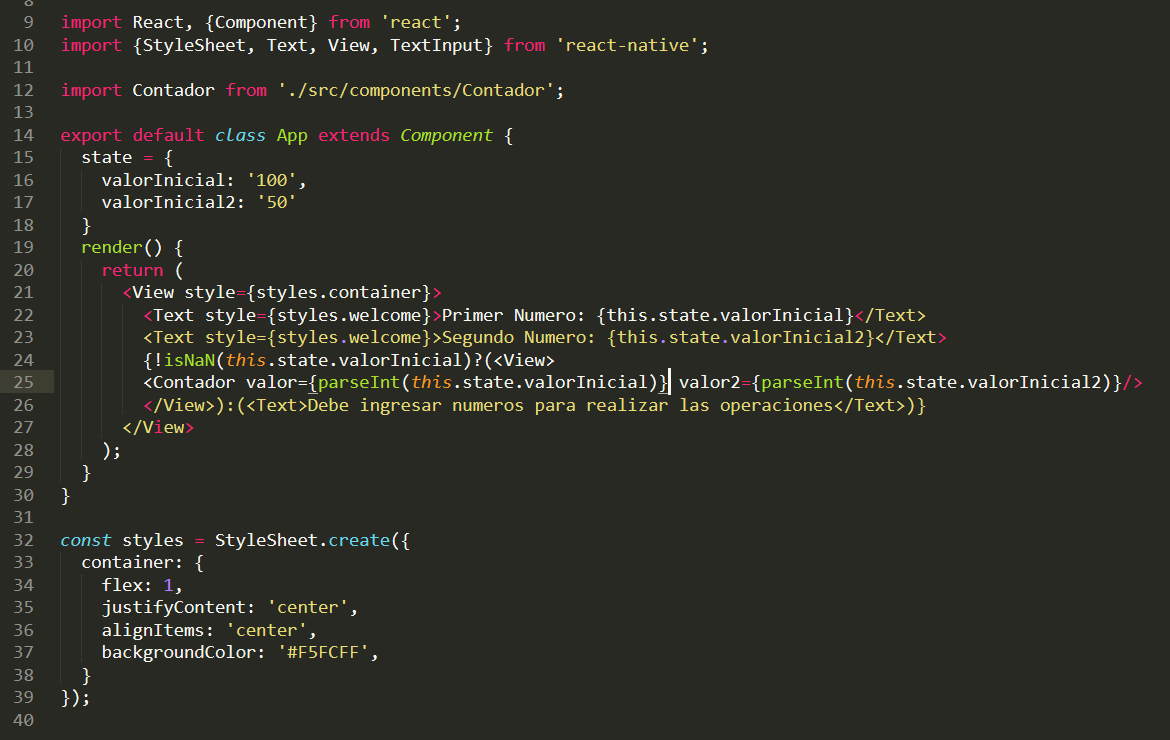 8
9 import React, {Component} from 'react';
10 import {StyleSheet, Text, View, TextInput} from 'react-native';
11
12 import Contador from './src/components/Contador';
13
14 export default class App extends Component {
15 state = {
16 valorInicial: '100',
17 valorInicial2: '50'
18 }
19 render() {
20 return (
21 <View style={styles.container}>
22 <Text style={styles.welcome}>Primer Numero: {this.state.valorInicial}</Text>
23 <Text style={styles.welcome}>Segundo Numero: {this.state.valorInicial2}</Text>
24 {!isNaN(this.state.valorInicial)?(<View>
25 <Contador valor={parseInt(this.state.valorInicial)} valor2={parseInt(this.state.valorInicial2)}/>
26 </View>):(<Text>Debe ingresar numeros para realizar las operaciones</Text>)}
27 </View>
28 );
29 }
30 }
31
32 const styles = StyleSheet.create({
33 container: {
34 flex: 1,
35 justifyContent: 'center',
36 alignItems: 'center',
37 backgroundColor: '#F5FCFF',
38 }
39 });
40